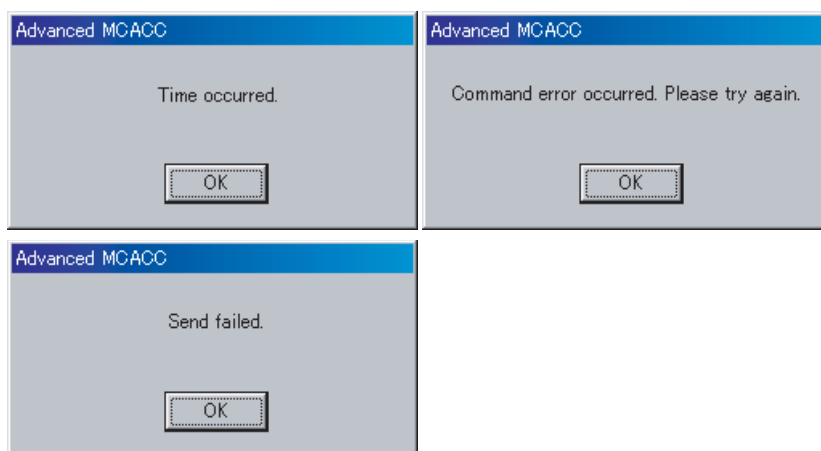 Advanced MCACC
Time occurred.
OK
Advanced MCACC
Command error occurred. Please try again.
OK
Advanced MCACC
Send failed.
OK